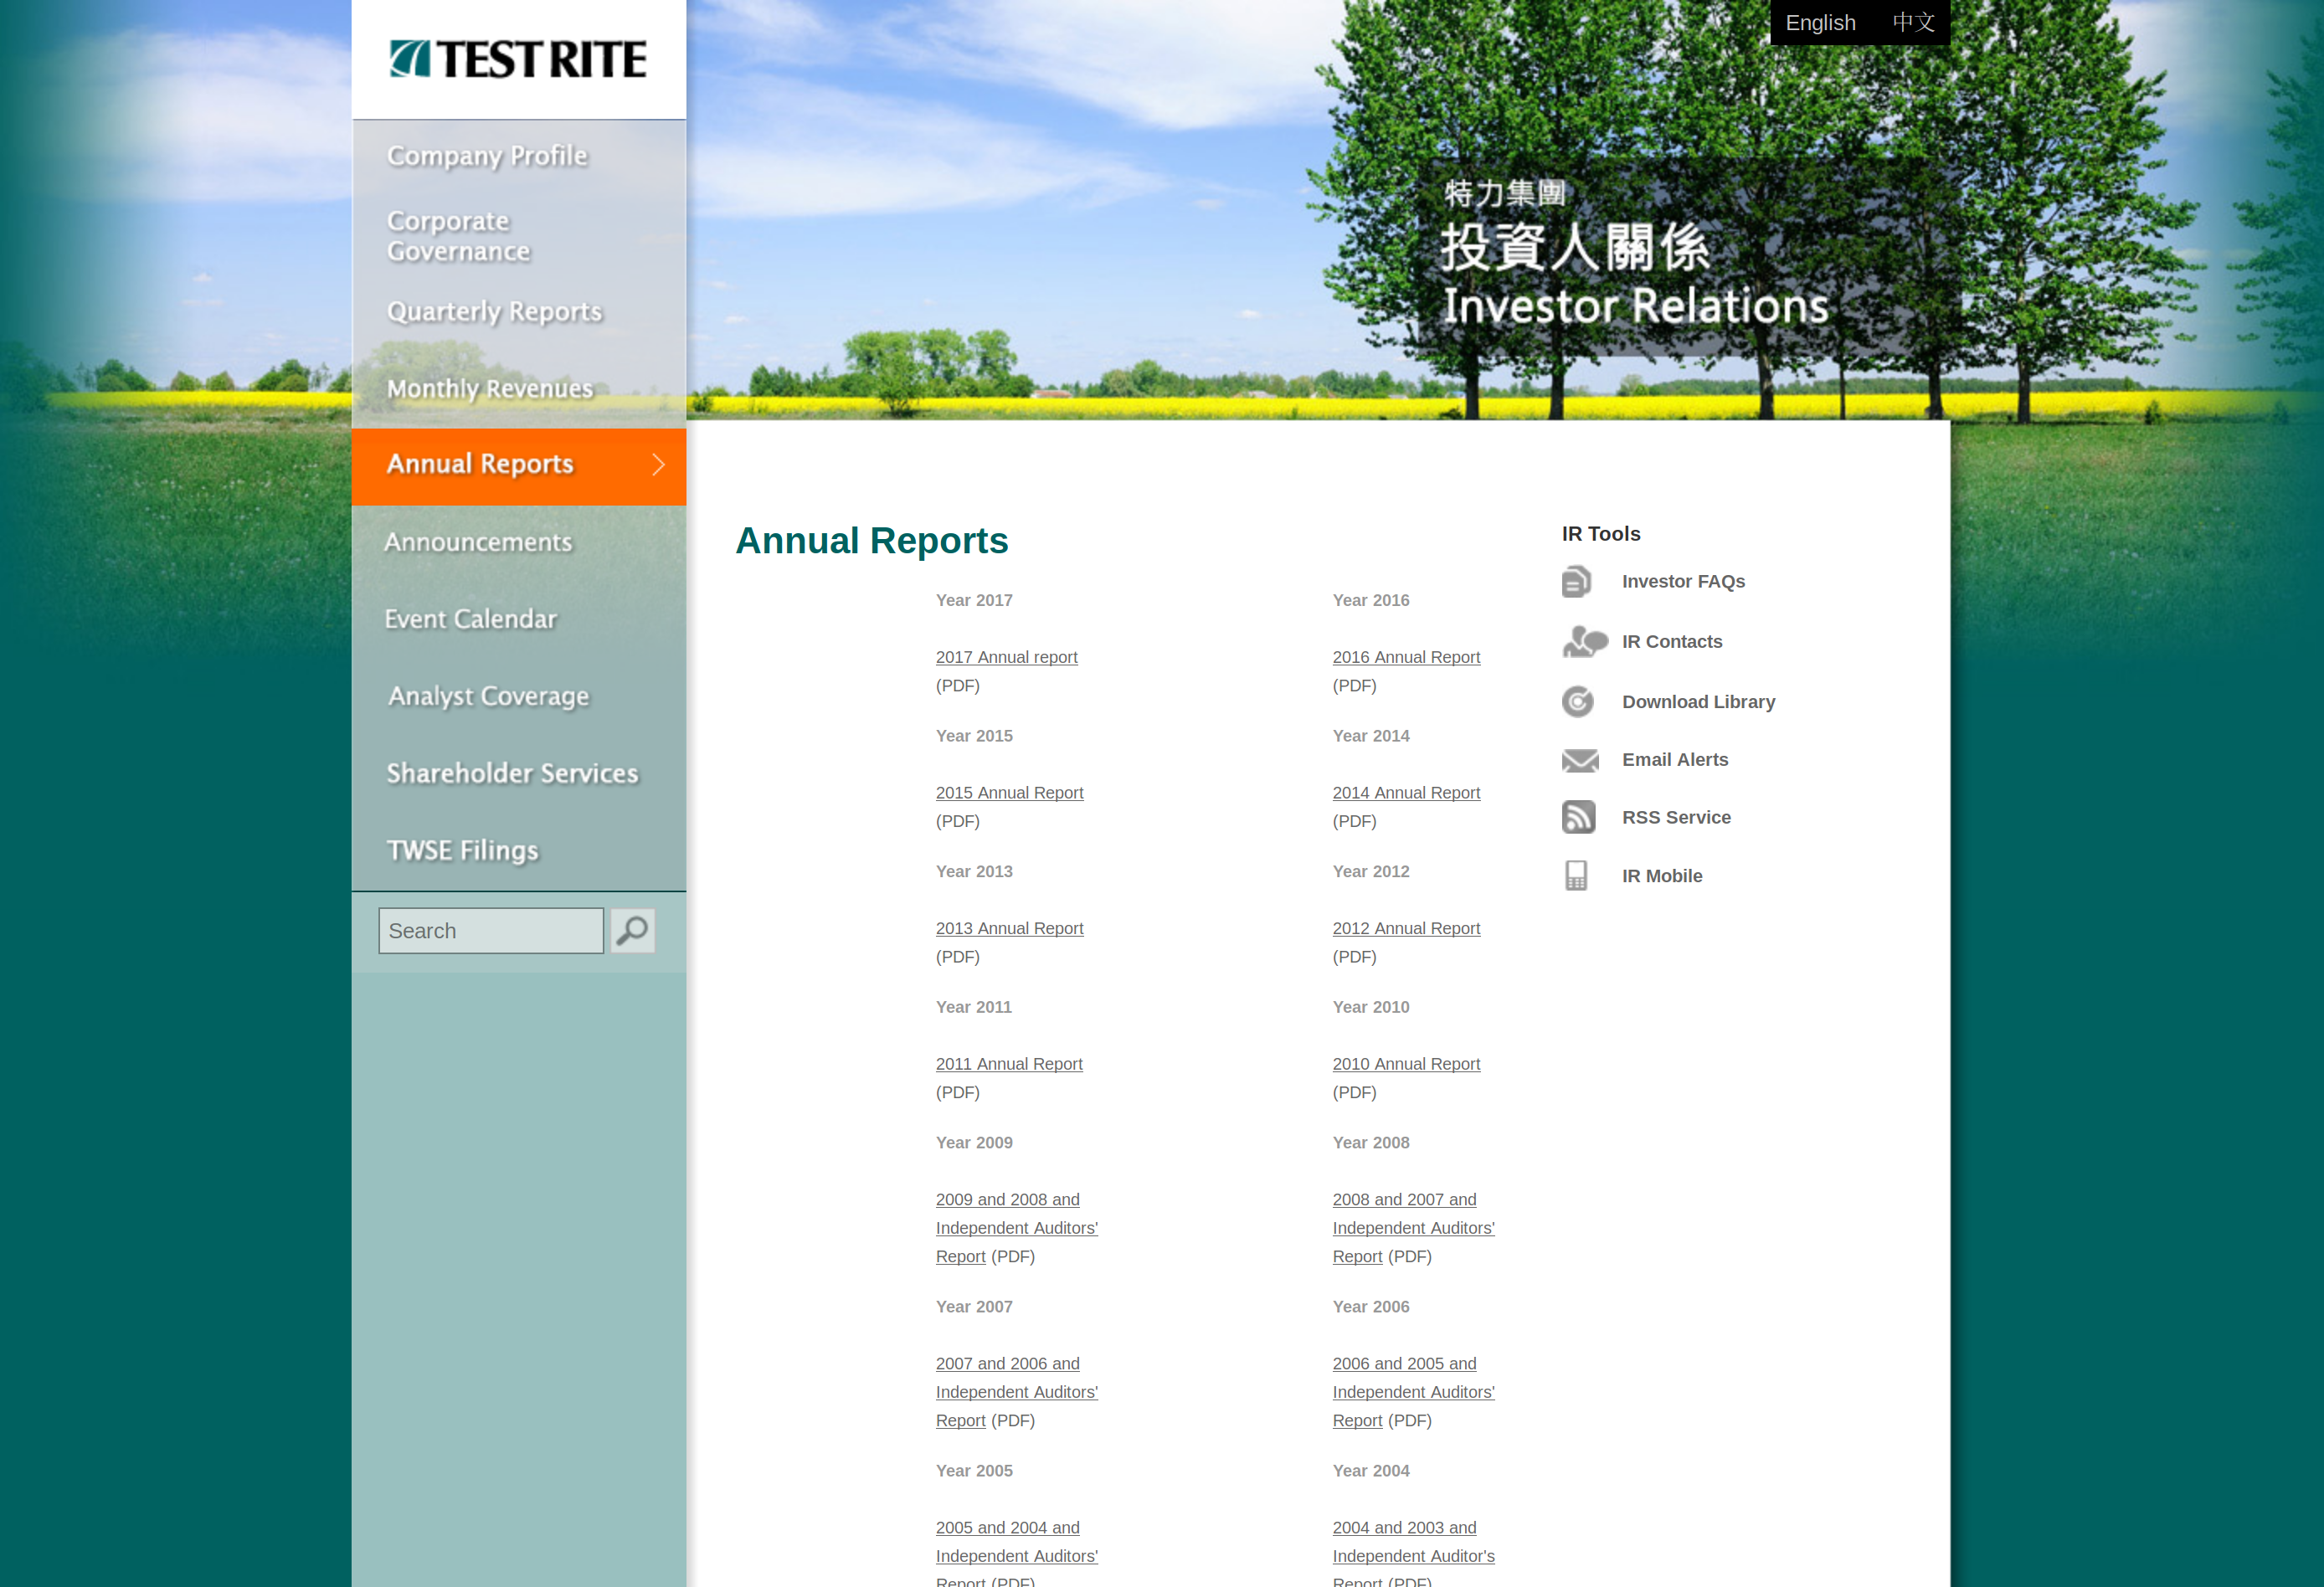 TEST RITE
English 中文
特力集團
投資人關係
Investor Relations
Company Profile
Corporate
Governance
Quarterly Reports
Monthly Revenues
Annual Reports
Announcements
Event Calendar
Analyst Coverage
Shareholder Services
TWSE Filings
Search
Annual Reports
Year 2017
2017 Annual report
(PDF)
Year 2016
2016 Annual Report
(PDF)
Year 2015
2015 Annual Report
(PDF)
Year 2014
2014 Annual Report
(PDF)
Year 2013
2013 Annual Report
(PDF)
Year 2012
2012 Annual Report
(PDF)
Year 2011
2011 Annual Report
(PDF)
Year 2010
2010 Annual Report
(PDF)
Year 2009
2009 and 2008 and
Independent Auditors'
Report (PDF)
Year 2008
2008 and 2007 and
Independent Auditors'
Report (PDF)
Year 2007
2007 and 2006 and
Independent Auditors'
Report (PDF)
Year 2006
2006 and 2005 and
Independent Auditors'
Report (PDF)
Year 2005
2005 and 2004 and
Independent Auditors'
Report (PDF)
Year 2004
2004 and 2003 and
Independent Auditor's
Report (PDF)
IR Tools
Investor FAQs
IR Contacts
Download Library
Email Alerts
RSS Service
IR Mobile